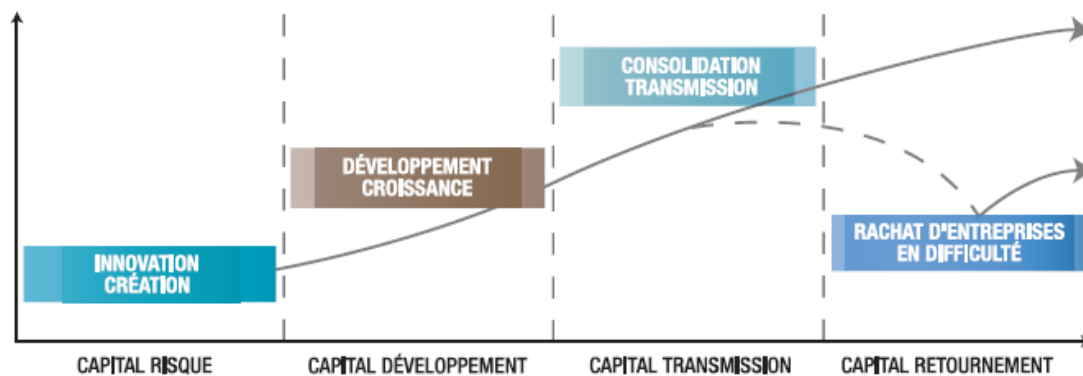 CONSOLIDATION
TRANSMISSION
DÉVELOPPEMENT
CROISSANCE
RACHAT D'ENTREPRISES
EN DIFFICULTÉ
INNOVATION
CRÉATION
CAPITAL RISQUE
CAPITAL DÉVELOPPEMENT
CAPITAL TRANSMISSION
CAPITAL RETOURNEMENT